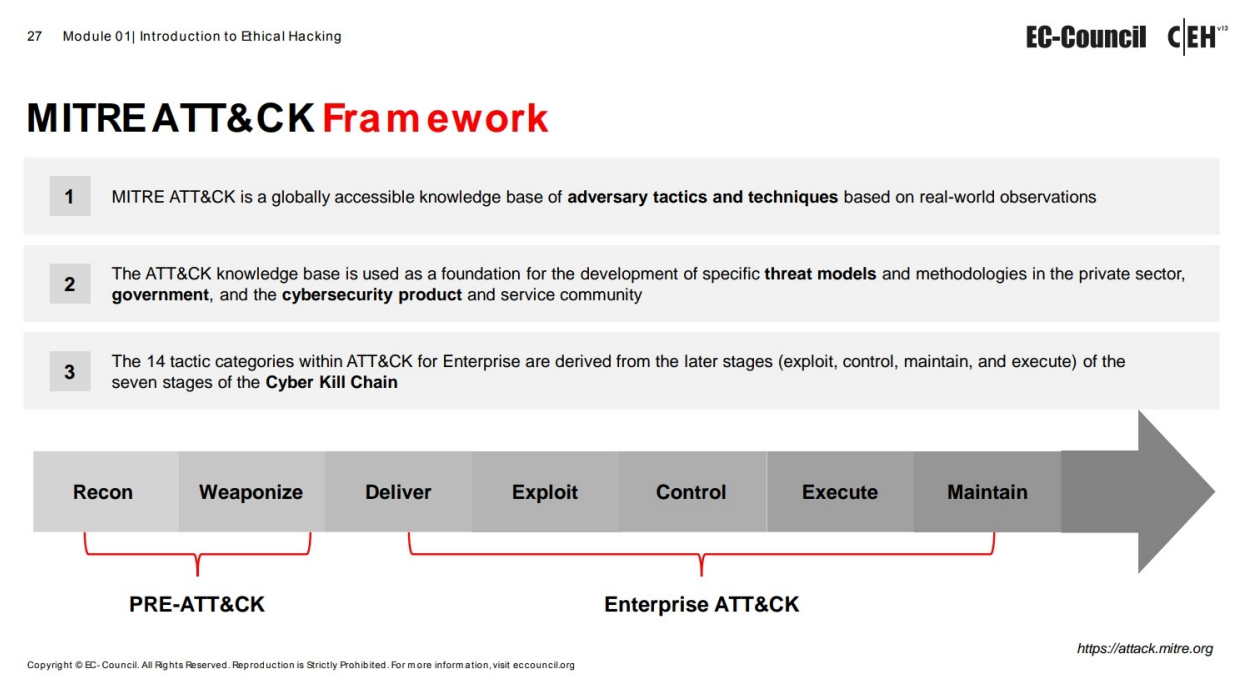 27 Module 01| Introduction to Ethical Hacking
EC-Council C|EH v13
MITRE ATT&CK Framework
1
MITRE ATT&CK is a globally accessible knowledge base of adversary tactics and techniques based on real-world observations
2
The ATT&CK knowledge base is used as a foundation for the development of specific threat models and methodologies in the private sector,
government, and the cybersecurity product and service community
3
The 14 tactic categories within ATT&CK for Enterprise are derived from the later stages (exploit, control, maintain, and execute) of the
seven stages of the Cyber Kill Chain
Recon Weaponize Deliver Exploit Control Execute Maintain
PRE-ATT&CK Enterprise ATT&CK
https://attack.mitre.org
Copyright © EC- Council. All Rights Reserved. Reproduction is Strictly Prohibited. For more information, visit eccouncil.org